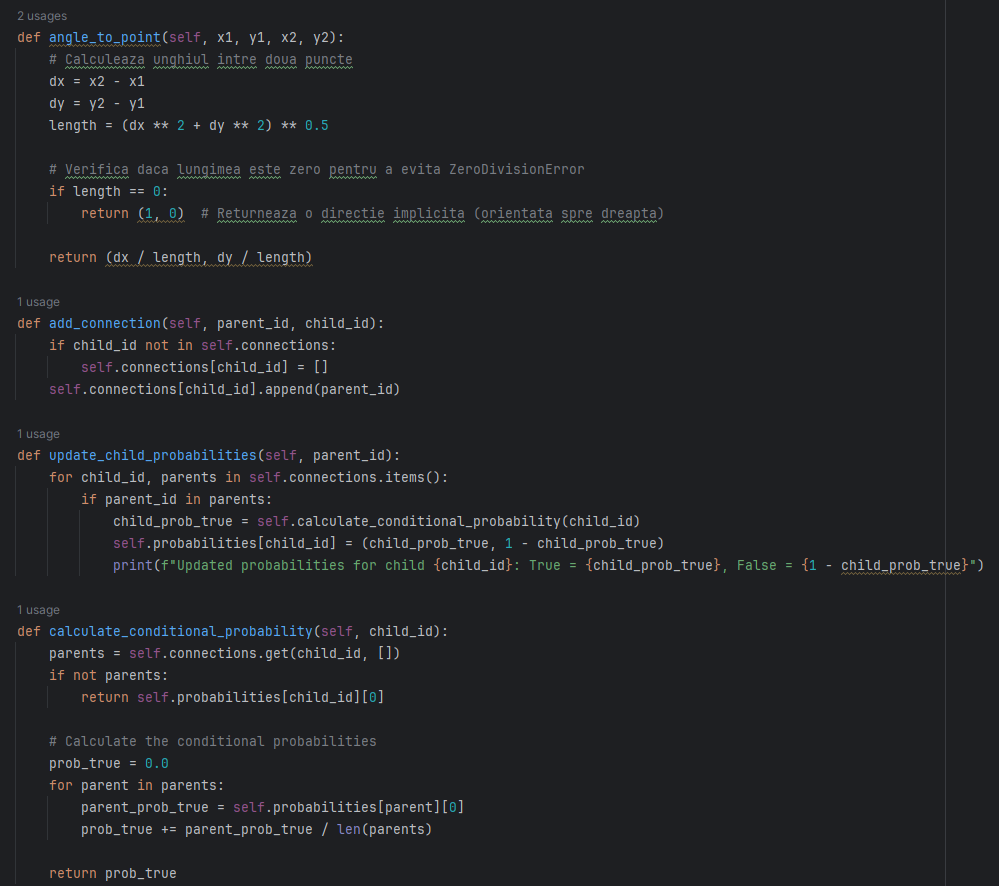 2 usages
def angle_to_point(self, x1, y1, x2, y2):
# Calculeaza unghiul intre doua puncte
dx = x2 - x1
dy = y2 - y1
length = (dx ** 2 + dy ** 2) ** 0.5
# Verifica daca lungimea este zero pentru a evita ZeroDivisionError
if length == 0:
return (1, 0)  # Returneaza o directie implicita (orientata spre dreapta)
return (dx / length, dy / length)
1 usage
def add_connection(self, parent_id, child_id):
if child_id not in self.connections:
self.connections[child_id] = []
self.connections[child_id].append(parent_id)
1 usage
def update_child_probabilities(self, parent_id):
for child_id, parents in self.connections.items():
if parent_id in parents:
child_prob_true = self.calculate_conditional_probability(child_id)
self.probabilities[child_id] = (child_prob_true, 1 - child_prob_true)
print(f"Updated probabilities for child {child_id}: True = {child_prob_true}, False = {1 - child_prob_true}")
1 usage
def calculate_conditional_probability(self, child_id):
parents = self.connections.get(child_id, [])
if not parents:
return self.probabilities[child_id][0]
# Calculate the conditional probabilities
prob_true = 0.0
for parent in parents:
parent_prob_true = self.probabilities[parent][0]
prob_true += parent_prob_true / len(parents)
return prob_true